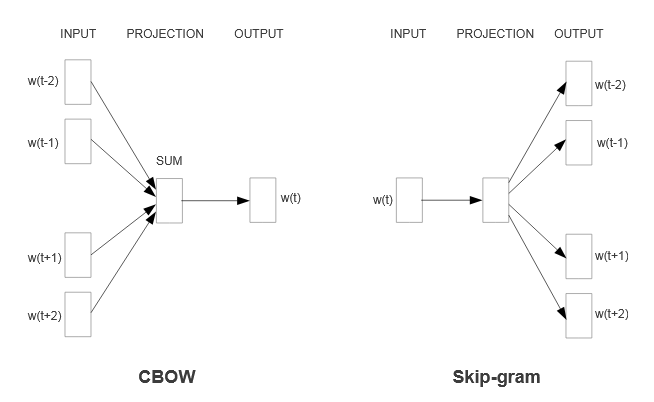 INPUT PROJECTION OUTPUT
w(t-2)
w(t-1)
SUM
w(t)
w(t+1)
w(t+2)
CBOW
INPUT PROJECTION OUTPUT
w(t-2)
w(t-1)
w(t)
w(t+1)
w(t+2)
Skip-gram